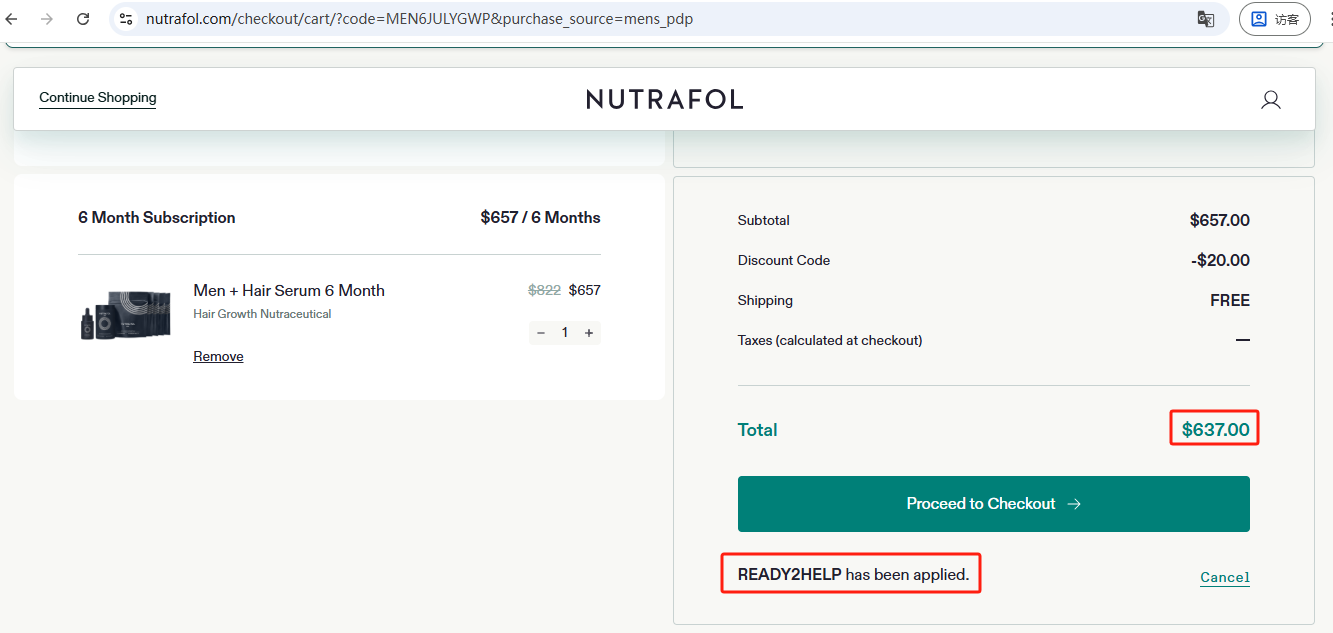 nutrafol.com/checkout/cart/?code=MEN6JULYGWP&purchase_source=mens_pdp
访客
Continue Shopping
NUTRAFOL
6 Month Subscription
$657 / 6 Months
Men + Hair Serum 6 Month
$822 $657
Hair Growth Nutraceutical
− 1 +
Remove
Subtotal
$657.00
Discount Code
-$20.00
Shipping
FREE
Taxes (calculated at checkout)
—
Total
$637.00
Proceed to Checkout →
READY2HELP has been applied.
Cancel